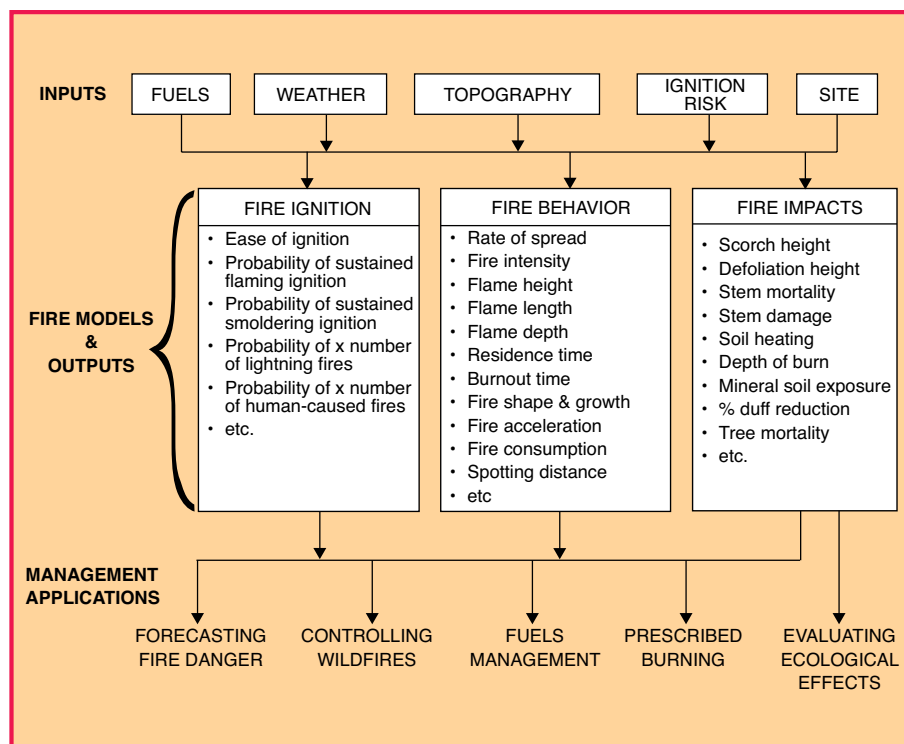 INPUTS
FUELS
WEATHER
TOPOGRAPHY
IGNITION
RISK
SITE
FIRE MODELS
&
OUTPUTS
FIRE IGNITION
• Ease of ignition
• Probability of sustained
flaming ignition
• Probability of sustained
smoldering ignition
• Probability of x number
of lightning fires
• Probability of x number
of human-caused fires
• etc.
FIRE BEHAVIOR
• Rate of spread
• Fire intensity
• Flame height
• Flame length
• Flame depth
• Residence time
• Burnout time
• Fire shape & growth
• Fire acceleration
• Fire consumption
• Spotting distance
• etc
FIRE IMPACTS
• Scorch height
• Defoliation height
• Stem mortality
• Stem damage
• Soil heating
• Depth of burn
• Mineral soil exposure
• % duff reduction
• Tree mortality
• etc.
MANAGEMENT
APPLICATIONS
FORECASTING
FIRE DANGER
CONTROLLING
WILDFIRES
FUELS
MANAGEMENT
PRESCRIBED
BURNING
EVALUATING
ECOLOGICAL
EFFECTS